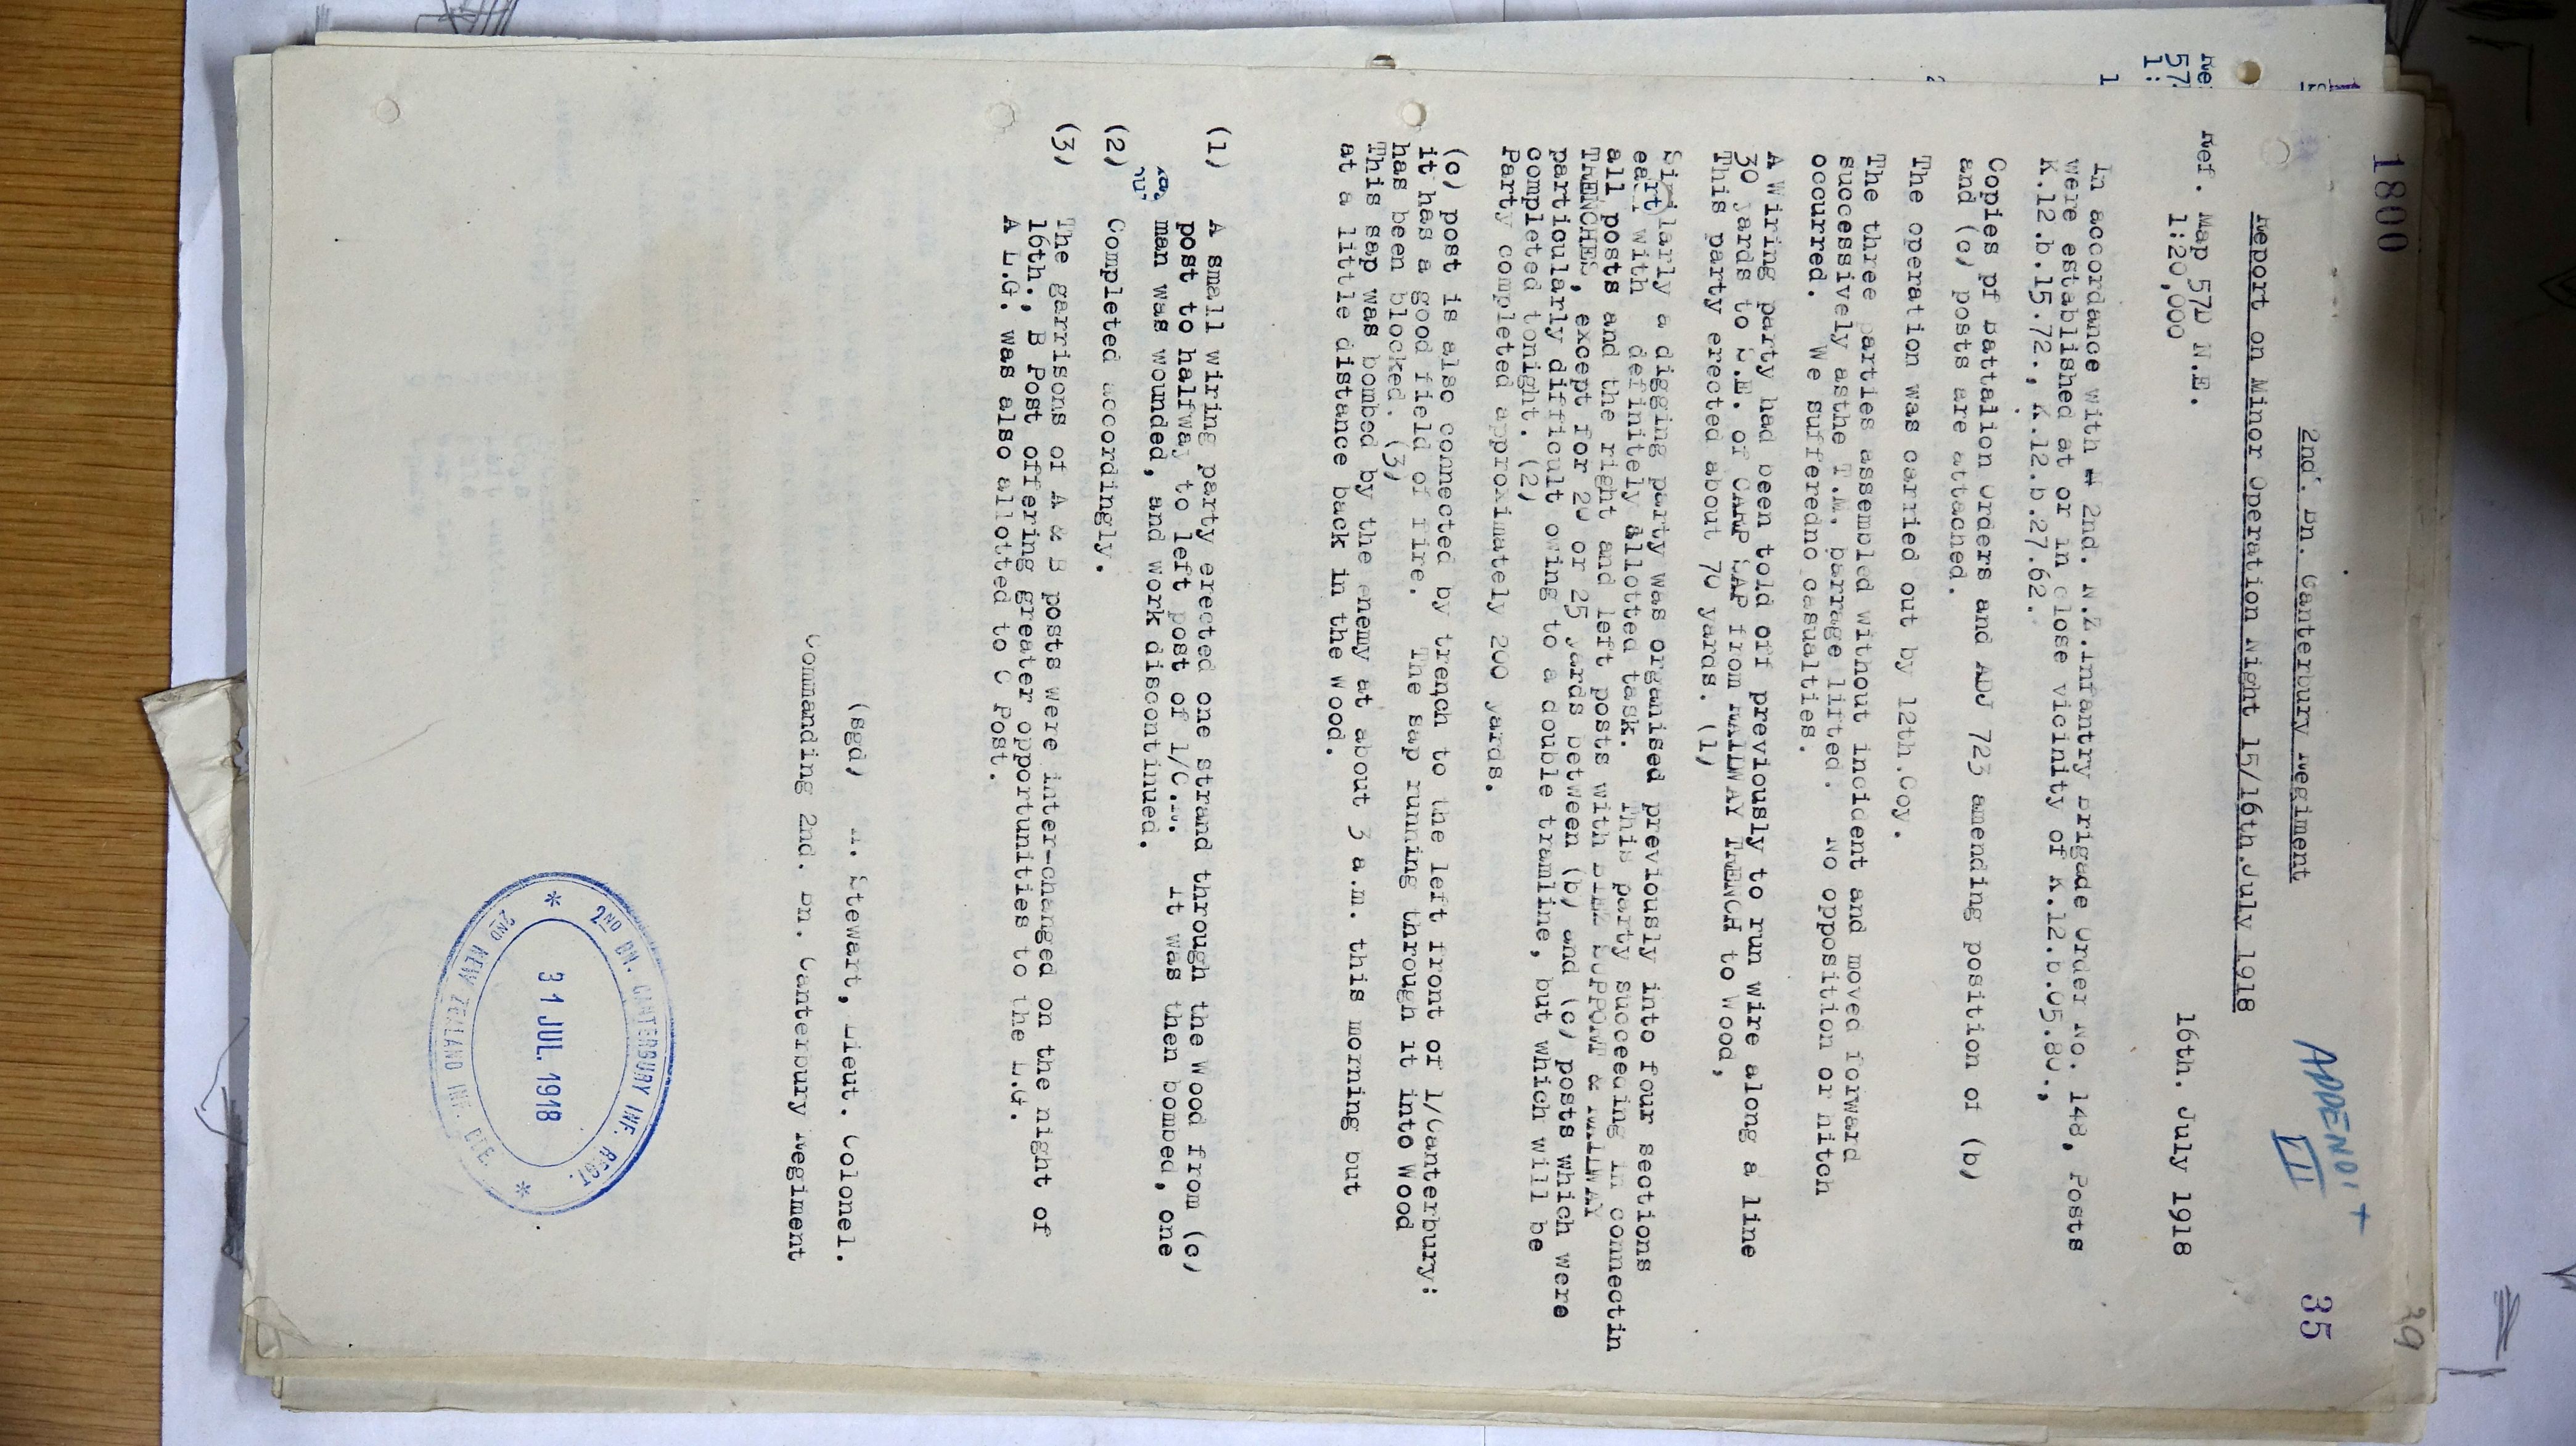 1800
39
35
APPENDIX
VII
2nd. Bn. Canterbury Regiment
Report on Minor Operation Night 15/16th.July 1918
Ref. Map 57D N.E.
1:20,000
16th. July 1918
In accordance with 2nd. N.Z.Infantry Brigade Order No. 148, Posts
were established at or in close vicinity of K.12.b.05.80.,
K.12.b.15.72., K.12.b.27.62.
Copies pf Battalion Orders and ADJ 723 amending position of (b)
and (c) posts are attached.
The operation was carried out by 12th.Coy.
The three parties assembled without incident and moved forward
successively asthe T.M. barrage lifted. No opposition or hitch
occurred. We sufferedno casualties.
A Wiring party had been told off previously to run wire along a line
30 yards to S.E. of CARP SAP from RAILWAY TRENCH to Wood,
This party erected about 70 yards. (1)
Similarly a digging party was organised previously into four sections
each with definitely allotted task. This party succeeding in connectin
all posts and the right and left posts with SUPPORT & RAILWAY
TRENCHES, except for 20 or 25 yards between (b) and (c) posts which were
particularly difficult owing to a double tramline, but which will be
completed tonight. (2)
Party completed approximately 200 yards.
(c) post is also connected by trench to the left front of 1/Canterbury:
it has a good field of fire. The sap running through it into Wood
has been blocked. (3)
This sap was bombed by the enemy at about 3 a.m. this morning but
at a little distance back in the Wood.
(1) A small wiring party erected one strand through the Wood from (c)
post to halfway to left post of 1/C. It was then bombed, one
man was wounded, and work discontinued.
(2) Completed accordingly.
(3) The garrisons of A & B posts were inter-changed on the night of
16th., B Post offering greater opportunities to the L.G.
A L.G. was also allotted to C Post.
(sgd) H. Stewart, Lieut. Colonel.
Commanding 2nd. Bn. Canterbury Regiment
2ND BN. CANTERBURY INF. REGT.
31 JUL. 1918
2ND NEW ZEALAND INF. BDE.